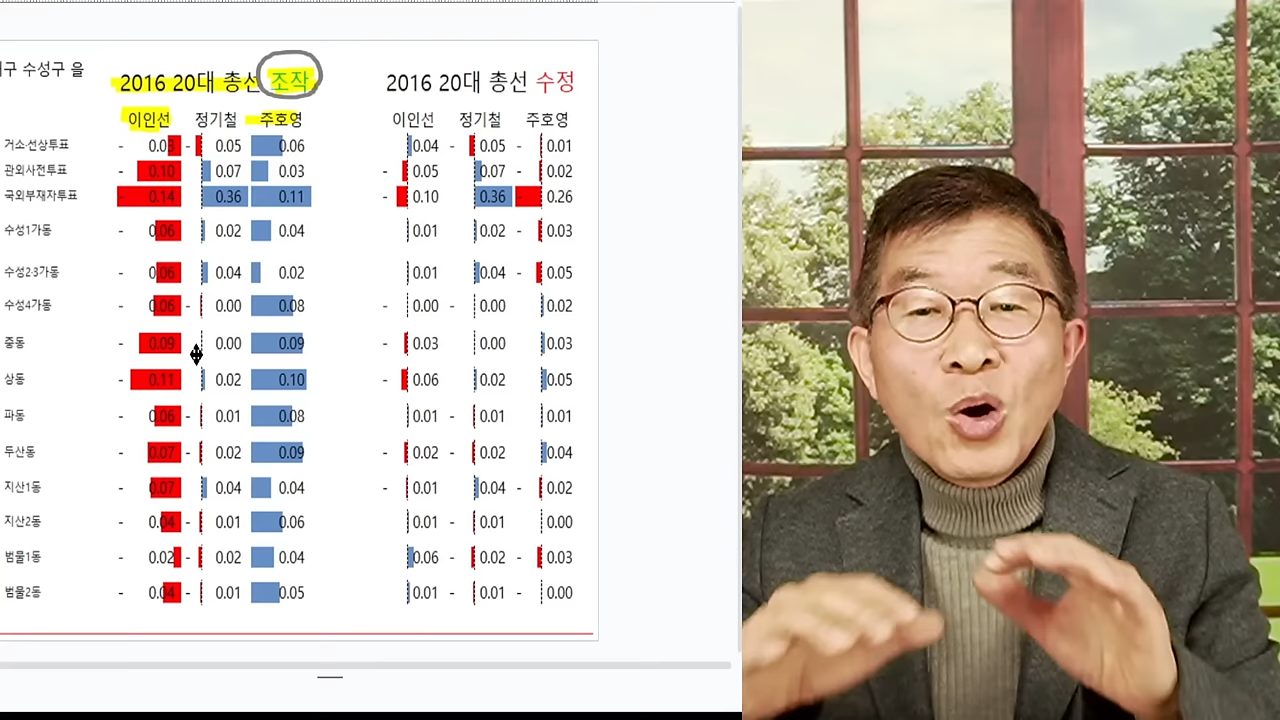 구 수성구 을
2016 20대 총선 조작 2016 20대 총선 수정
이인선 정기철 주호영 이인선 정기철 주호영
거소·선상투표 - 0.03 - 0.05 0.06 0.04 - 0.05 - 0.01
관외사전투표 - 0.10 0.07 0.03 - 0.05 0.07 - 0.02
국외부재자투표 - 0.14 0.36 0.11 - 0.10 0.36 - 0.26
수성1가동 - 0.06 0.02 0.04 0.01 0.02 - 0.03
수성2·3가동 - 0.06 0.04 0.02 0.01 0.04 - 0.05
수성4가동 - 0.06 - 0.00 0.08 - 0.00 - 0.00 0.02
중동 - 0.09 0.00 0.09 - 0.03 0.00 0.03
상동 - 0.11 0.02 0.10 - 0.06 0.02 0.05
파동 - 0.06 - 0.01 0.08 0.01 - 0.01 0.01
두산동 - 0.07 - 0.02 0.09 - 0.02 - 0.02 0.04
지산1동 - 0.07 0.04 0.04 - 0.01 0.04 - 0.02
지산2동 - 0.04 - 0.01 0.06 0.01 - 0.01 0.00
범물1동 - 0.02 - 0.02 0.04 0.06 - 0.02 - 0.03
범물2동 - 0.04 - 0.01 0.05 0.01 - 0.01 - 0.00